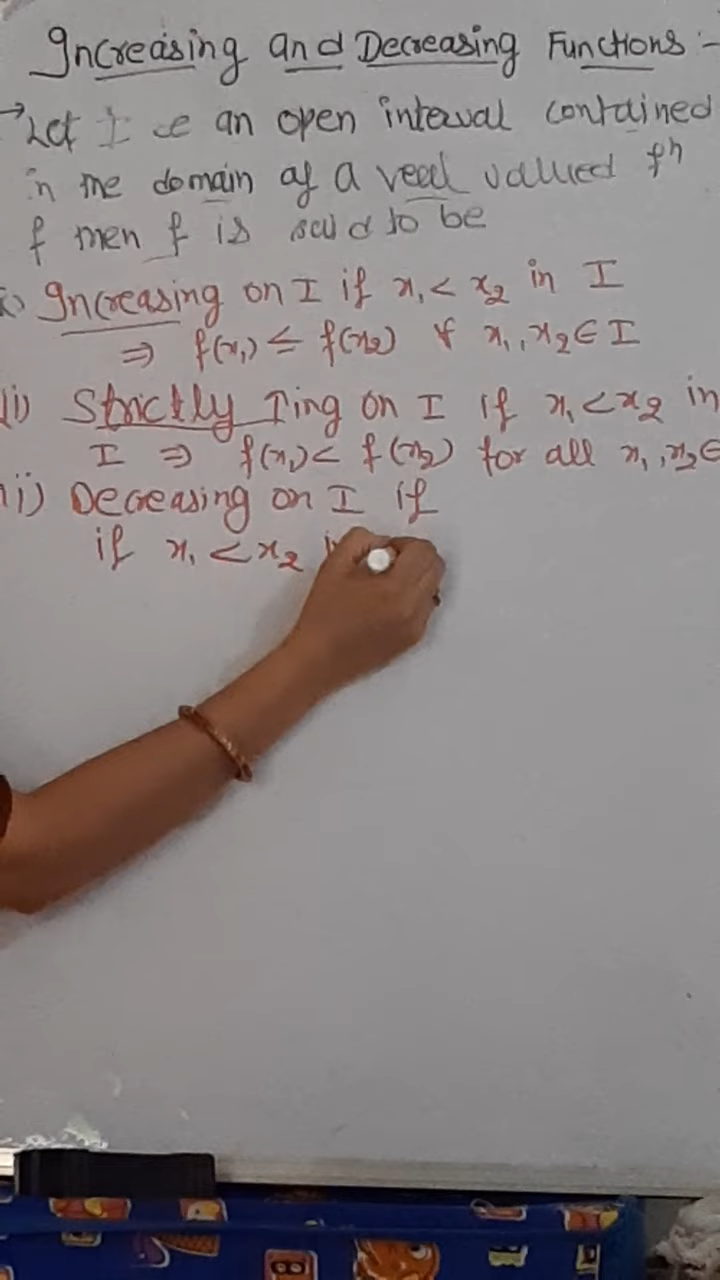 Increasing and Decreasing Functions :-
→ Let I be an open interval contained
in the domain of a real valued fn
f then f is said to be
i) Increasing on I if x₁ < x₂ in I
⇒ f(x₁) ≤ f(x₂) ∀ x₁, x₂ ∈ I
ii) Strictly Iing on I if x₁ < x₂ in
I ⇒ f(x₁) < f(x₂) for all x₁, x₂ ∈
iii) Decreasing on I if
if x₁ < x₂